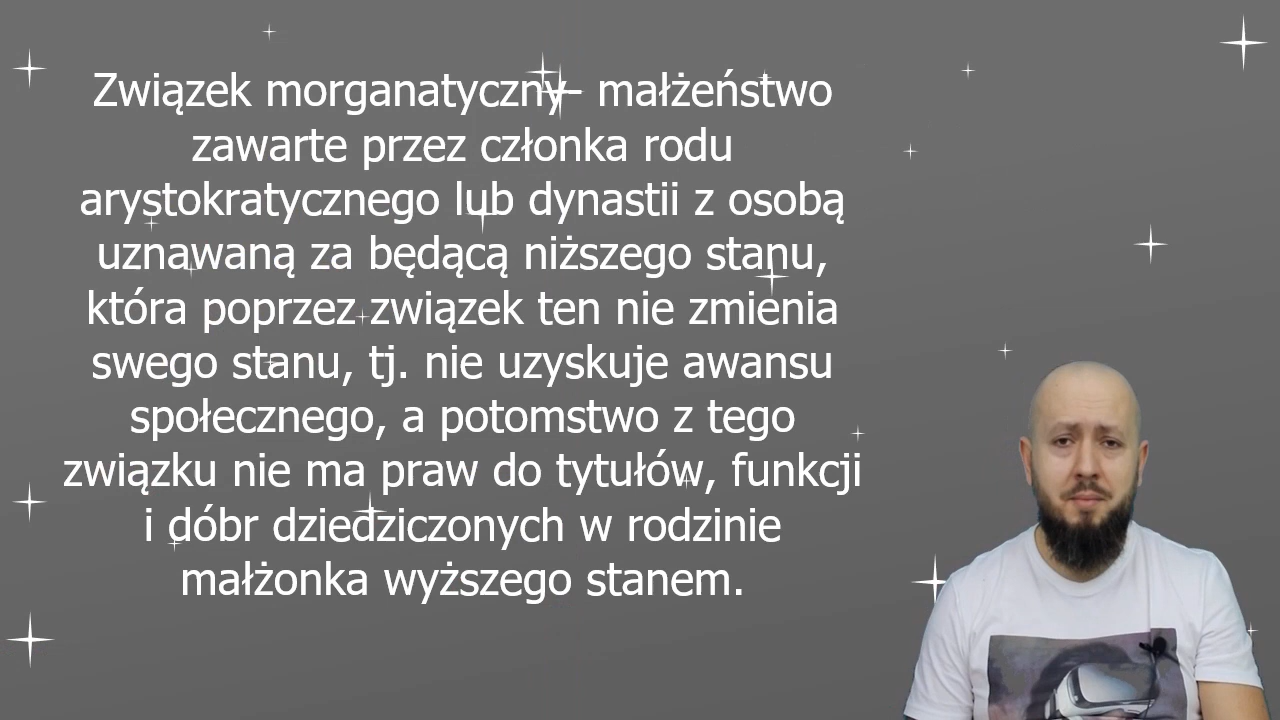 Związek morganatyczny– małżeństwo
zawarte przez członka rodu
arystokratycznego lub dynastii z osobą
uznawaną za będącą niższego stanu,
która poprzez związek ten nie zmienia
swego stanu, tj. nie uzyskuje awansu
społecznego, a potomstwo z tego
związku nie ma praw do tytułów, funkcji
i dóbr dziedziczonych w rodzinie
małżonka wyższego stanem.